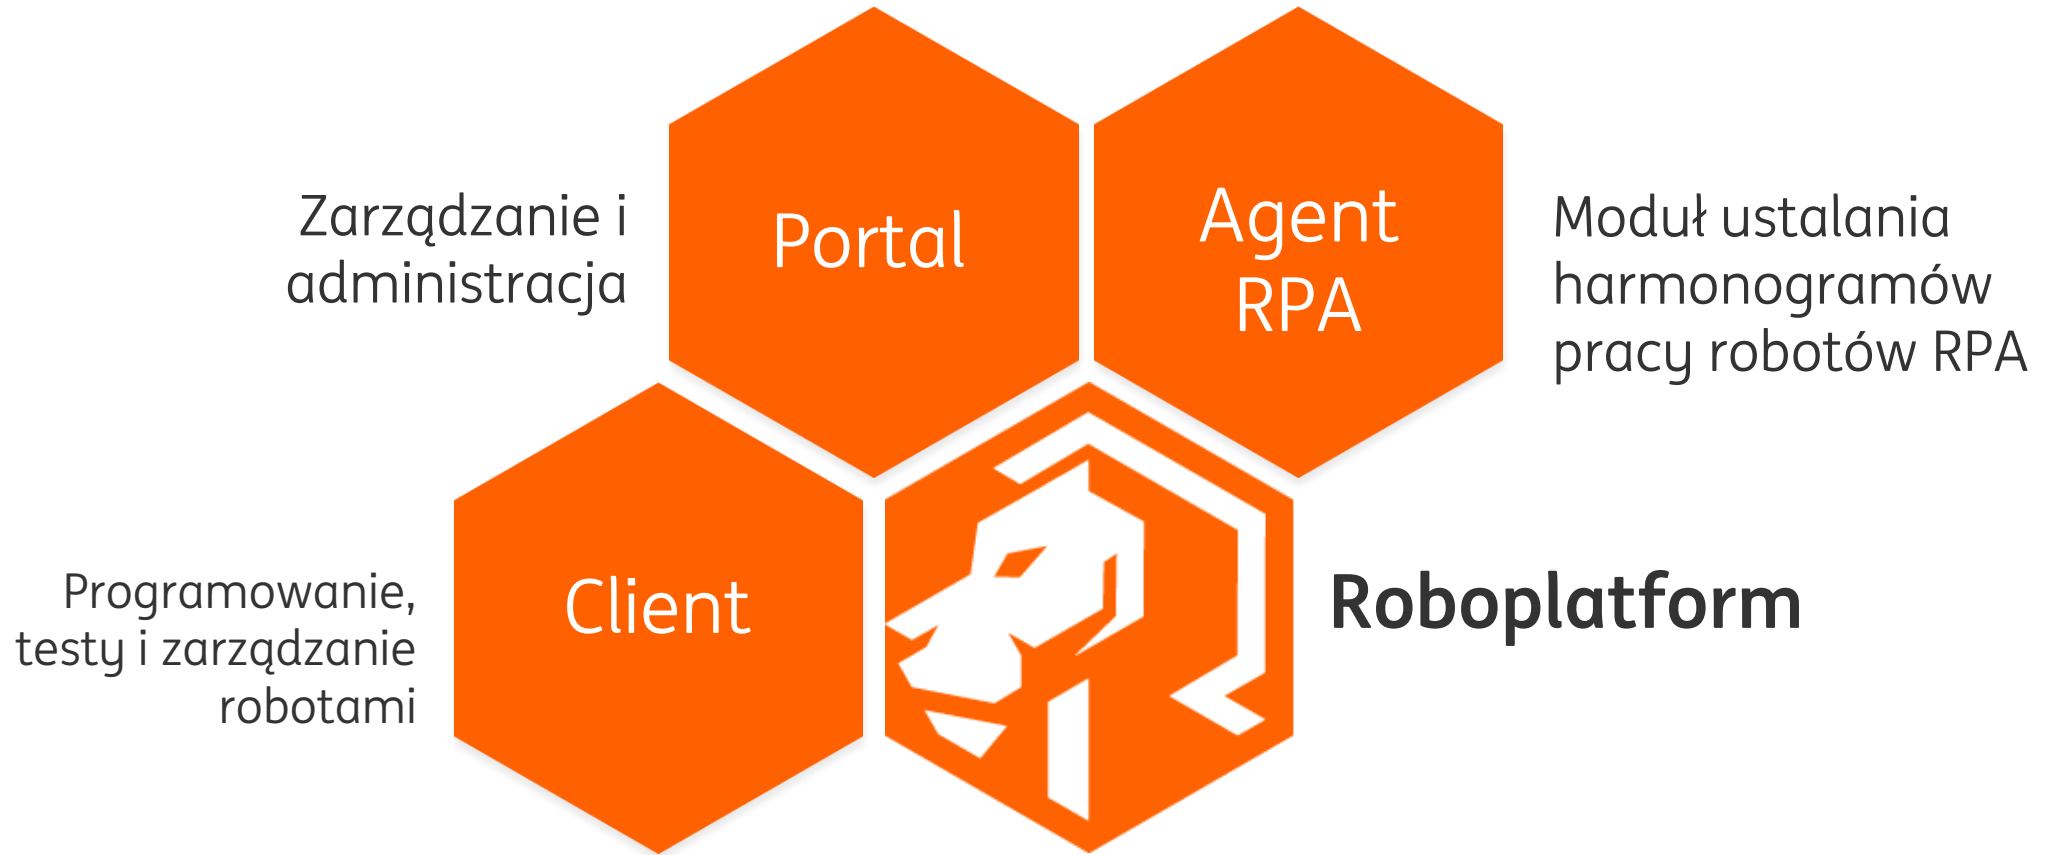 Zarządzanie i
administracja
Portal
Agent
RPA
Moduł ustalania
harmonogramów
pracy robotów RPA
Programowanie,
testy i zarządzanie
robotami
Client
Roboplatform